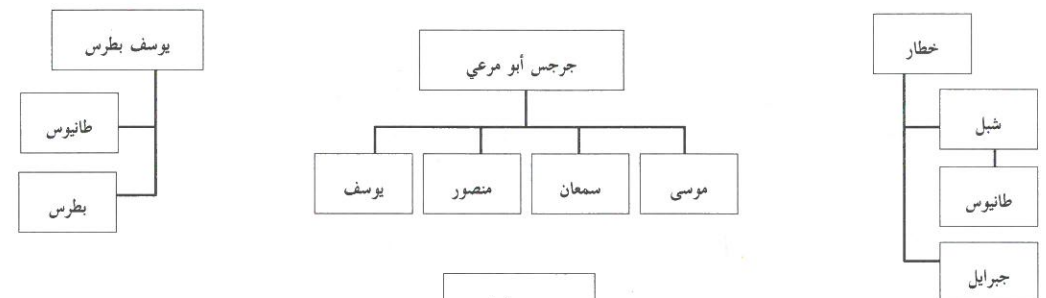 خطار
شبل
طانيوس
جبرايل
جرجس أبو مرعي
موسى
سمعان
منصور
يوسف
يوسف بطرس
طانيوس
بطرس